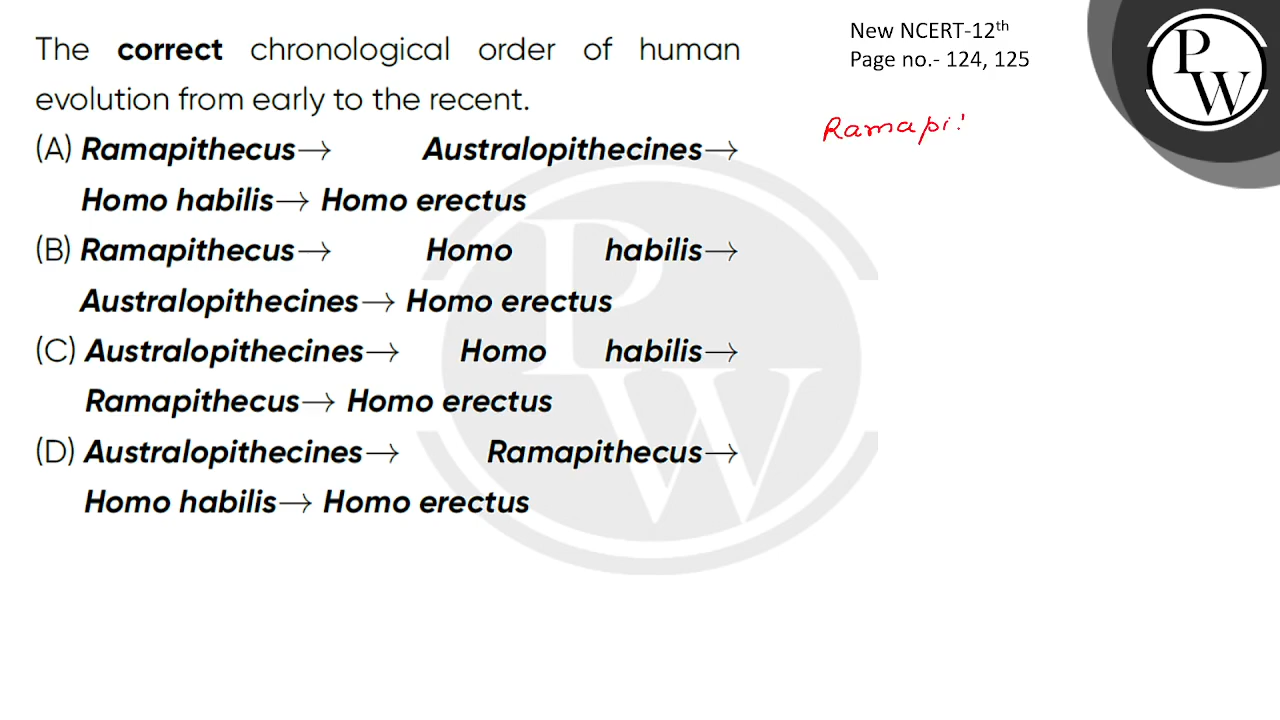 The correct chronological order of human
evolution from early to the recent.
(A) Ramapithecus→ Australopithecines→
Homo habilis→ Homo erectus
(B) Ramapithecus→ Homo habilis→
Australopithecines→ Homo erectus
(C) Australopithecines→ Homo habilis→
Ramapithecus→ Homo erectus
(D) Australopithecines→ Ramapithecus→
Homo habilis→ Homo erectus
New NCERT-12th
Page no.- 124, 125
Ramapi
P
W
P
W